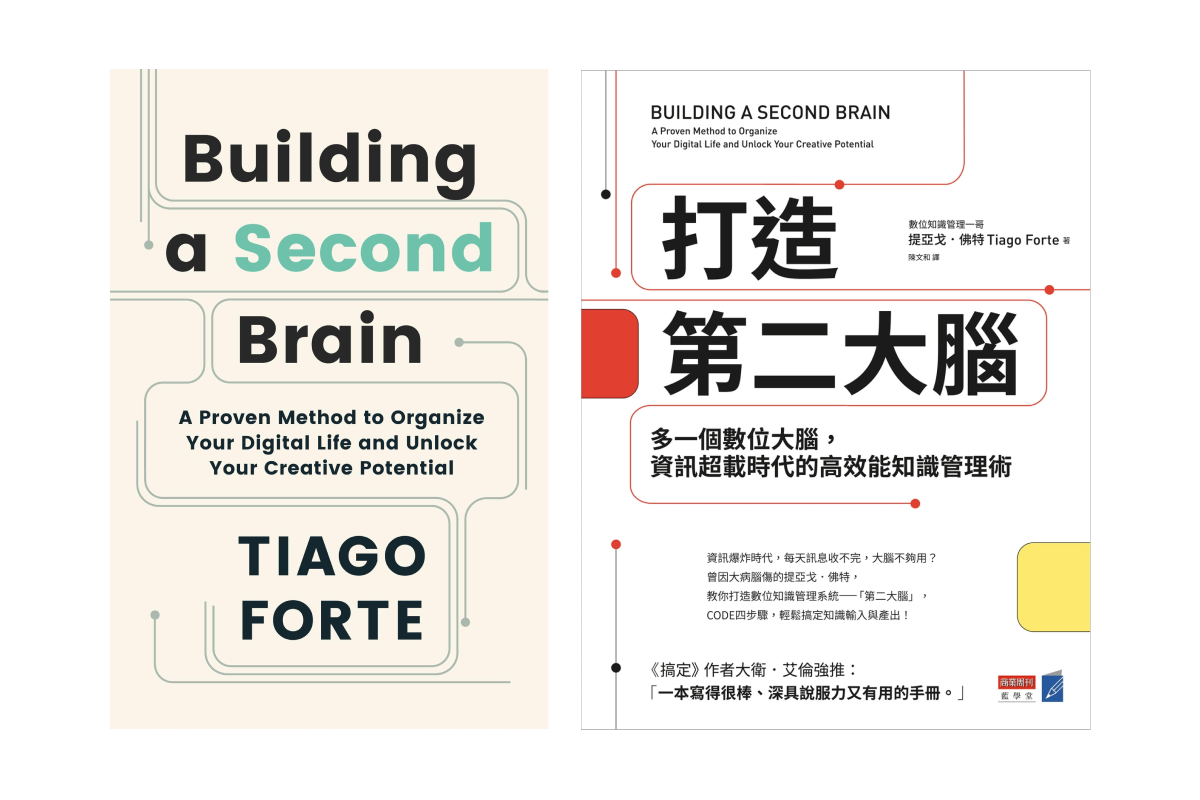 Building
a Second
Brain
A Proven Method to Organize
Your Digital Life and Unlock
Your Creative Potential
TIAGO
FORTE
BUILDING A SECOND BRAIN
A Proven Method to Organize
Your Digital Life and Unlock Your Creative Potential
打造
數位知識管理一哥
提亞戈．佛特 Tiago Forte 著
陳文和 譯
第二大腦
多一個數位大腦，
資訊超載時代的高效能知識管理術
資訊爆炸時代，每天訊息收不完，大腦不夠用？
曾因大病腦傷的提亞戈．佛特，
教你打造數位知識管理系統──「第二大腦」，
CODE四步驟，輕鬆搞定知識輸入與產出！
《搞定》作者大衛．艾倫強推：
「一本寫得很棒、深具說服力又有用的手冊。」
商業周刊
藍學堂